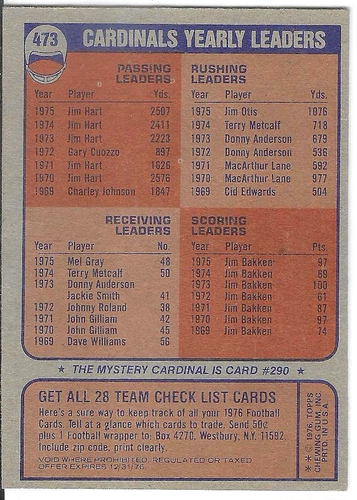 473
CARDINALS YEARLY LEADERS
PASSING
LEADERS
Year Player Yds.
1975 Jim Hart 2507
1974 Jim Hart 2411
1973 Jim Hart 2223
1972 Gary Cuozzo 897
1971 Jim Hart 1626
1970 Jim Hart 2576
1969 Charley Johnson 1847
RUSHING
LEADERS
Year Player Yds.
1975 Jim Otis 1076
1974 Terry Metcalf 718
1973 Donny Anderson 679
1972 Donny Anderson 536
1971 MacArthur Lane 592
1970 MacArthur Lane 977
1969 Cid Edwards 504
RECEIVING
LEADERS
Year Player No.
1975 Mel Gray 48
1974 Terry Metcalf 50
1973 Donny Anderson
Jackie Smith 41
1972 Johnny Roland 38
1971 John Gilliam 42
1970 John Gilliam 45
1969 Dave Williams 56
SCORING
LEADERS
Year Player Pts.
1975 Jim Bakken 97
1974 Jim Bakken 69
1973 Jim Bakken 100
1972 Jim Bakken 61
1971 Jim Bakken 87
1970 Jim Bakken 97
1969 Jim Bakken 74
★ THE MYSTERY CARDINAL IS CARD #290 ★
GET ALL 28 TEAM CHECK LIST CARDS
Here's a sure way to keep track of all your 1976 Football
Cards. Tell at a glance which cards to trade. Send 50¢
plus 1 Football wrapper to: Box 4270, Westbury, N.Y. 11592.
Include zip code, print clearly.
VOID WHERE PROHIBITED, REGULATED OR TAXED
OFFER EXPIRES 12/31/76.
★ ★ © 1976 TOPPS
CHEWING GUM, INC.
PRTD. IN U.S.A.